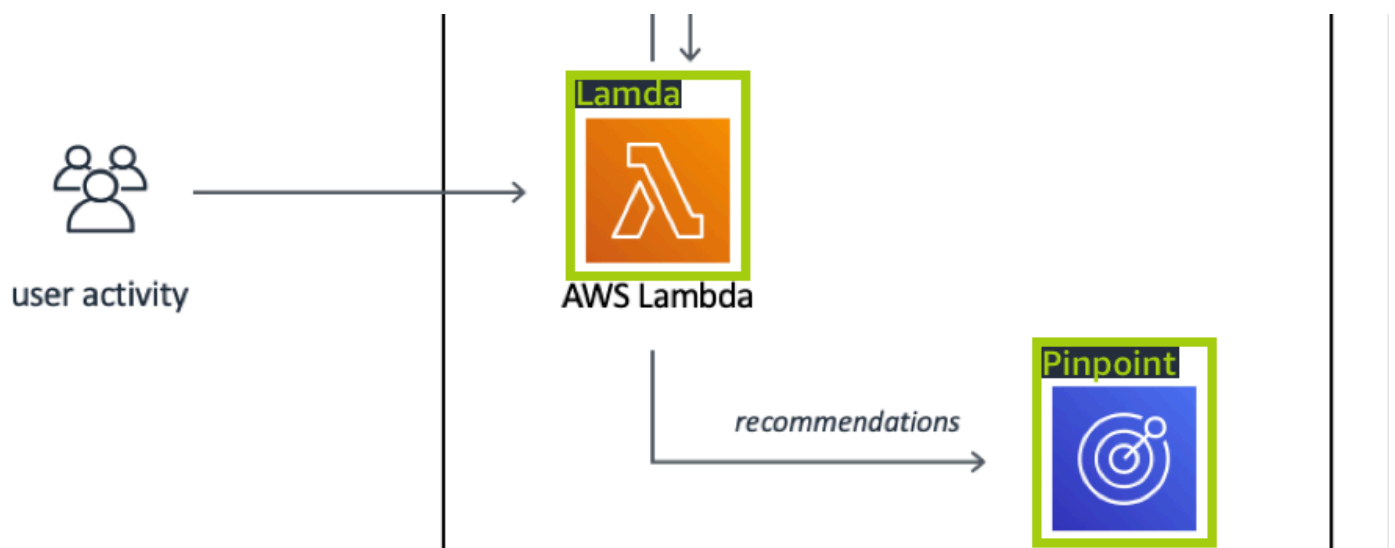 Lamda
user activity
AWS Lambda
Pinpoint
recommendations